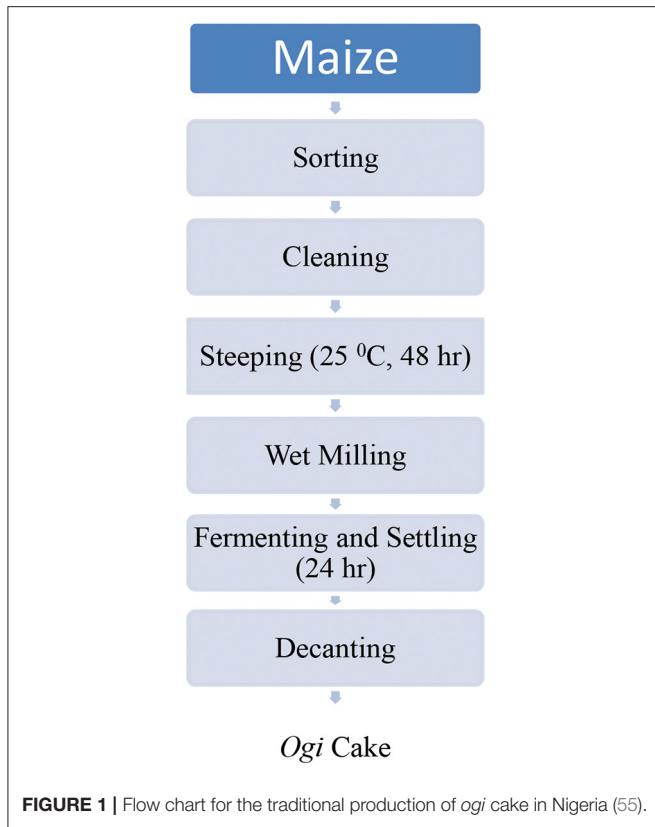 Maize
Sorting
Cleaning
Steeping (25 ⁰C, 48 hr)
Wet Milling
Fermenting and Settling
(24 hr)
Decanting
Ogi Cake
FIGURE 1 | Flow chart for the traditional production of ogi cake in Nigeria (55).